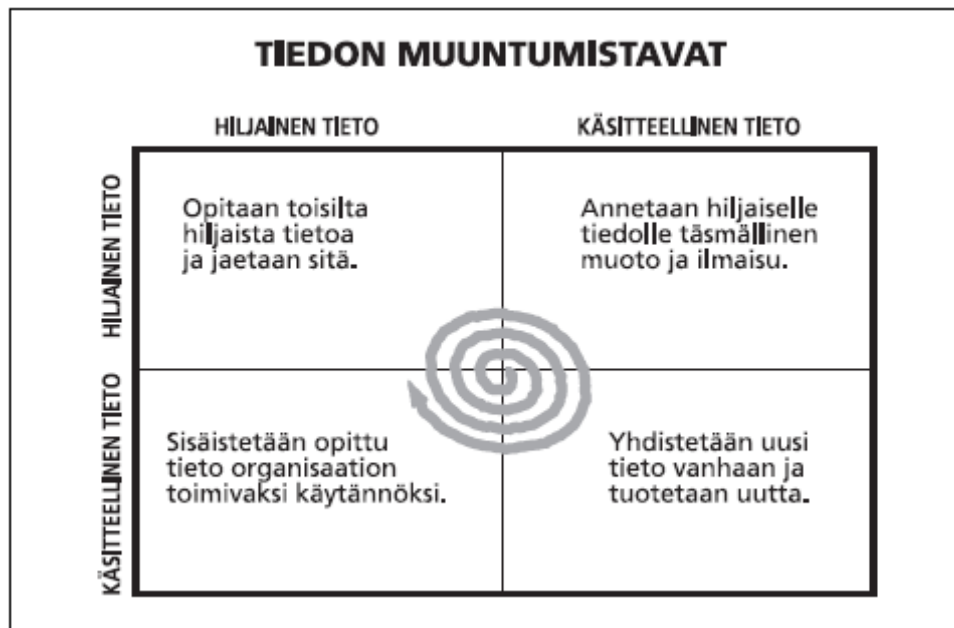 TIEDON MUUNTUMISTAVAT
HILJAINEN TIETO
KÄSITTEELLINEN TIETO
HILJAINEN TIETO
Opitaan toisilta
hiljaista tietoa
ja jaetaan sitä.
Annetaan hiljaiselle
tiedolle täsmällinen
muoto ja ilmaisu.
KÄSITTEELLINEN TIETO
Sisäistetään opittu
tieto organisaation
toimivaksi käytännöksi.
Yhdistetään uusi
tieto vanhaan ja
tuotetaan uutta.